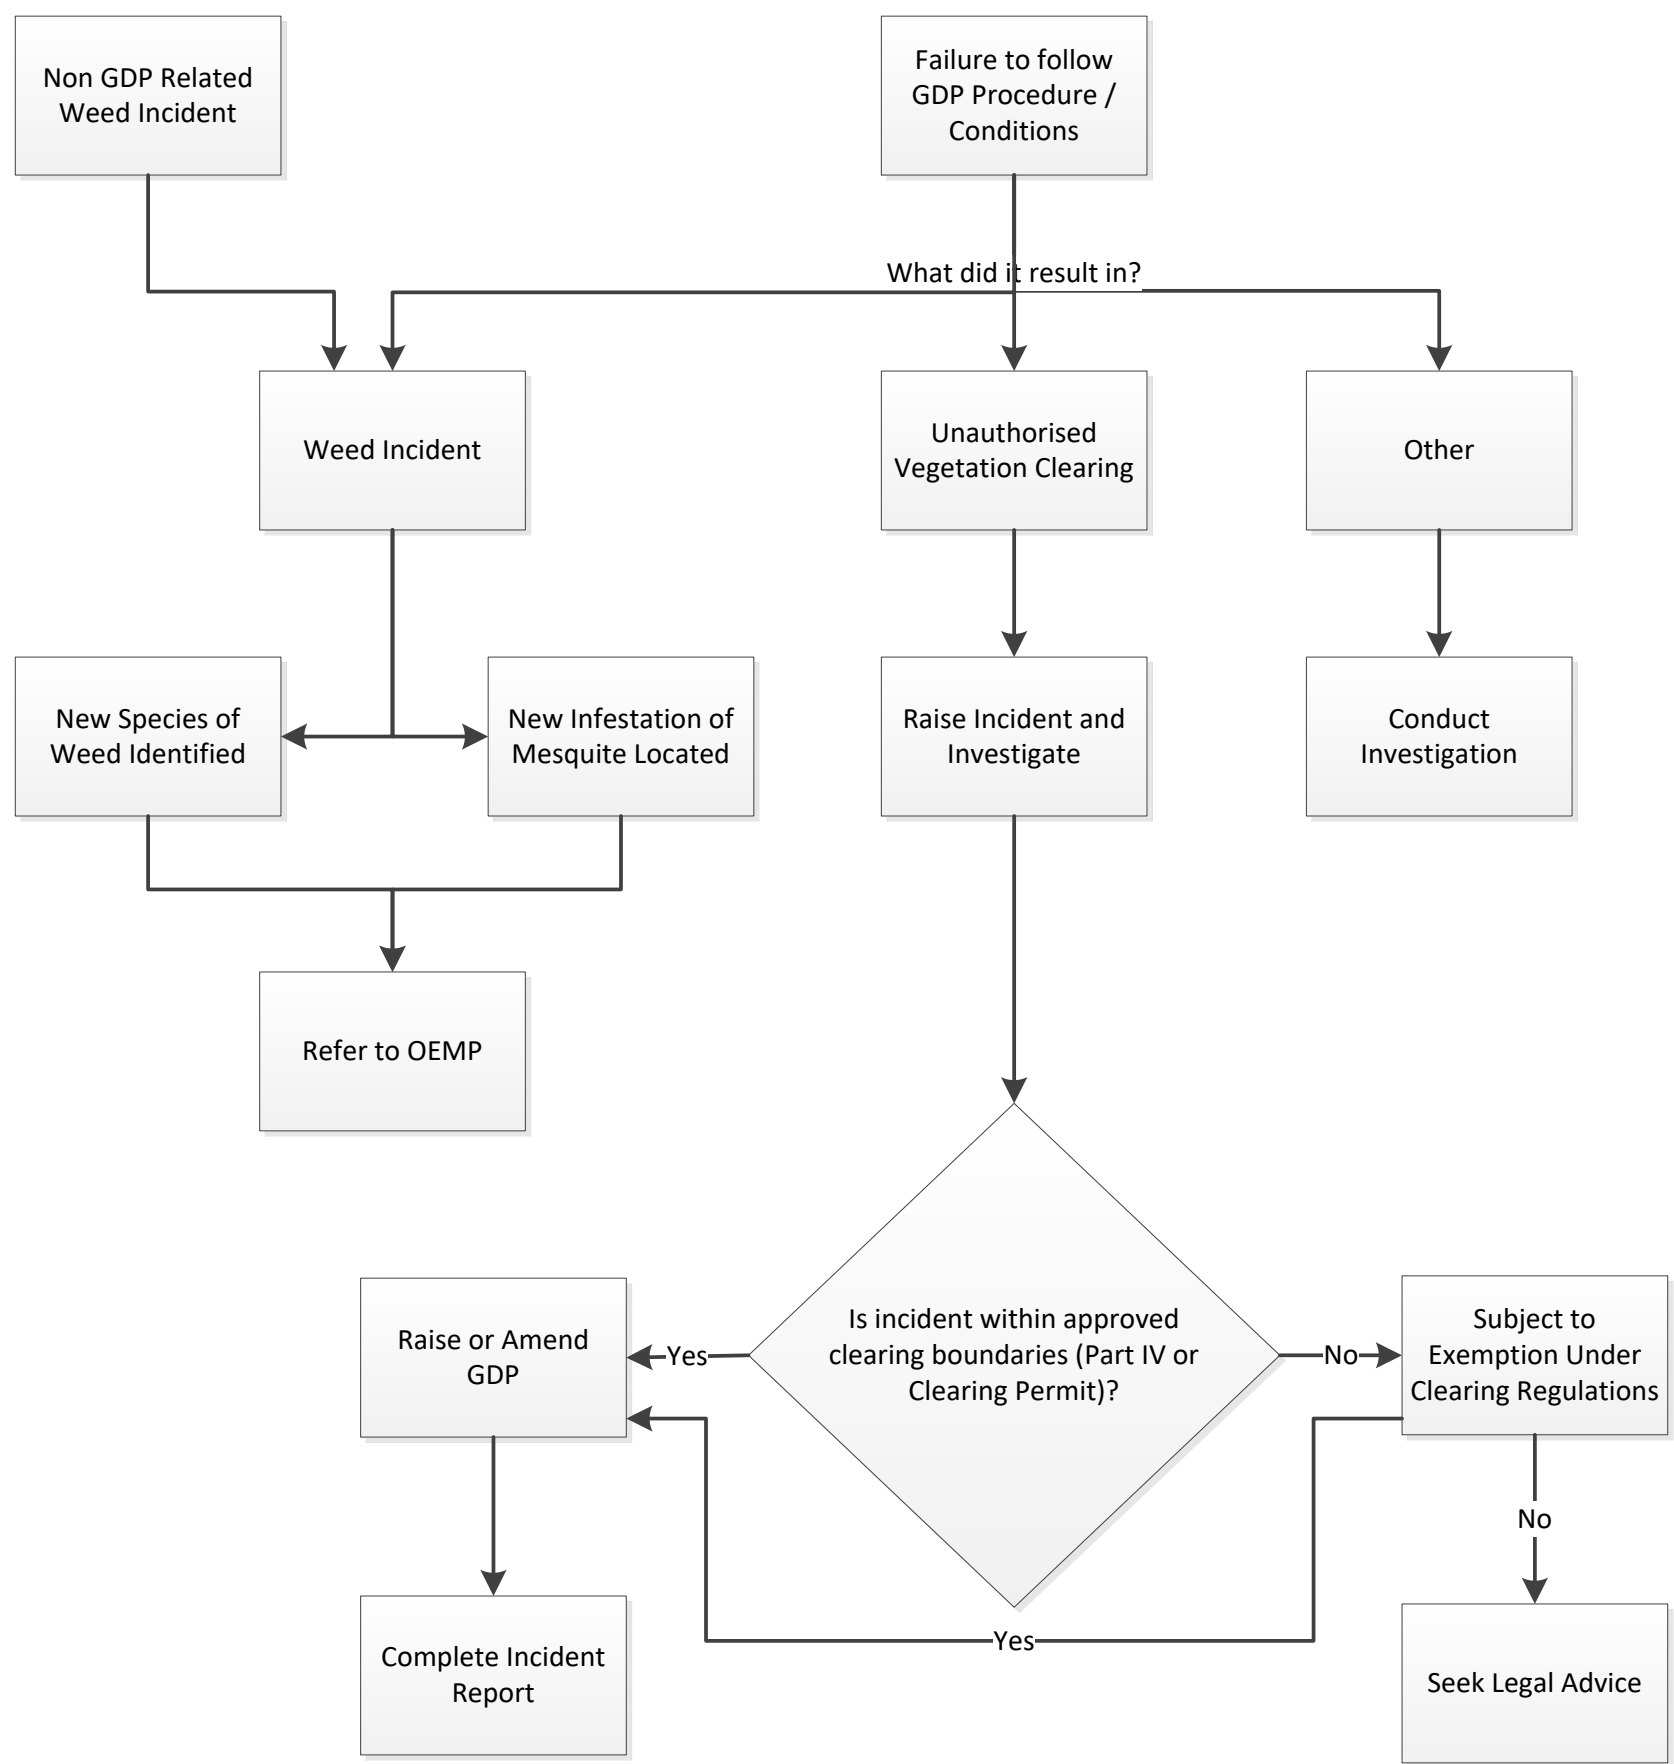 Non GDP Related
Weed Incident
Failure to follow
GDP Procedure /
Conditions
What did it result in?
Weed Incident
Unauthorised
Vegetation Clearing
Other
New Species of
Weed Identified
New Infestation of
Mesquite Located
Raise Incident and
Investigate
Conduct
Investigation
Refer to OEMP
Raise or Amend
GDP
Yes
Is incident within approved
clearing boundaries (Part IV or
Clearing Permit)?
No
Subject to
Exemption Under
Clearing Regulations
No
Yes
Complete Incident
Report
Seek Legal Advice